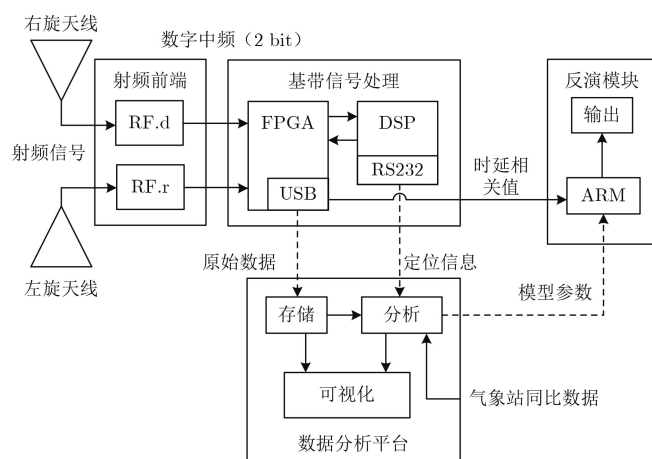 右旋天线
数字中频（2 bit）
射频前端
基带信号处理
反演模块
RF.d
FPGA
DSP
输出
射频信号
RS232
时延相
关值
RF.r
USB
ARM
左旋天线
原始数据
定位信息
模型参数
存储
分析
可视化
气象站同比数据
数据分析平台